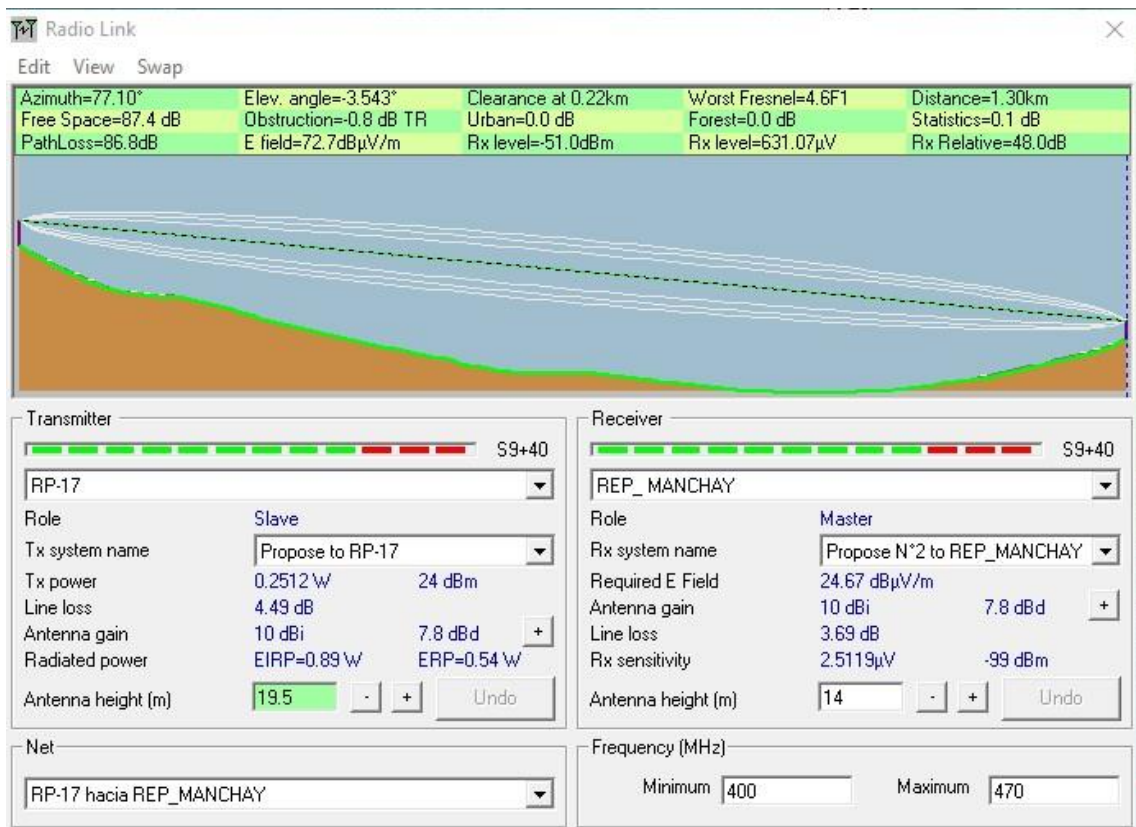 Radio Link
Edit View Swap
Azimuth=77.10° Elev. angle=-3.543° Clearance at 0.22km Worst Fresnel=4.6F1 Distance=1.30km
Free Space=87.4 dB Obstruction=-0.8 dB TR Urban=0.0 dB Forest=0.0 dB Statistics=0.1 dB
PathLoss=86.8dB E field=72.7dBµV/m Rx level=-51.0dBm Rx level=631.07µV Rx Relative=48.0dB
Transmitter
S9+40
RP-17
Role Slave
Tx system name Propose to RP-17
Tx power 0.2512 W 24 dBm
Line loss 4.49 dB
Antenna gain 10 dBi 7.8 dBd +
Radiated power EIRP=0.89 W ERP=0.54 W
Antenna height (m) 19.5 - + Undo
Receiver
S9+40
REP_ MANCHAY
Role Master
Rx system name Propose N°2 to REP_MANCHAY
Required E Field 24.67 dBµV/m
Antenna gain 10 dBi 7.8 dBd +
Line loss 3.69 dB
Rx sensitivity 2.5119µV -99 dBm
Antenna height (m) 14 - + Undo
Net
RP-17 hacia REP_MANCHAY
Frequency (MHz)
Minimum 400 Maximum 470